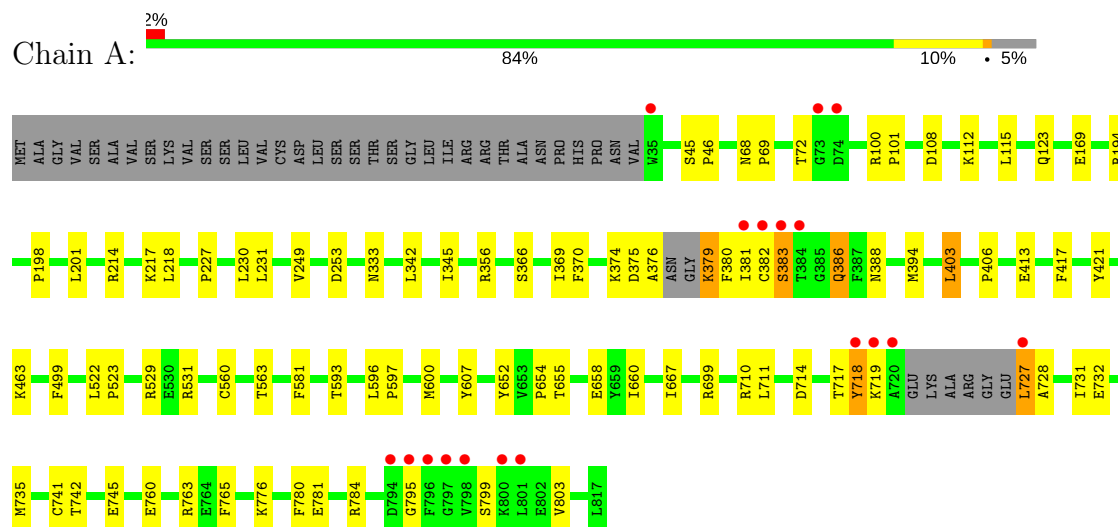 2%
Chain A:
84% 10% • 5%
MET ALA GLY VAL SER ALA VAL SER LYS VAL SER SER LEU VAL CYS ASP LEU SER SER THR SER GLY LEU ILE ARG ARG THR ALA ASN PRO HIS PRO ASN VAL W35 S45 P46 N68 P69 T72 G73 D74 R100 P101 D108 K112 L115 Q123 E169
P198 L201 R214 K217 L218 P227 L230 L231 V249 D253 N333 L342 I345 R356 S366 I369 F370 K374 D375 A376 ASN GLY K379 F380 I381 C382 S383 T384 G385 Q386 F387 N388 M394 L403 P406 E413 F417 Y421
K463 F499 L522 P523 R529 E530 R531 C560 T563 F581 T593 L596 P597 M600 Y607 Y652 V653 P654 T655 E658 Y659 I660 I667 R699 R710 L711 D714 T717 Y718 K719 A720 GLU LYS ALA ARG GLY GLU L727 A728 I731 E732
M735 C741 T742 E745 E760 R763 E764 F765 K776 F780 E781 R784 D794 G795 F796 G797 V798 S799 K800 L801 E802 V803 L817